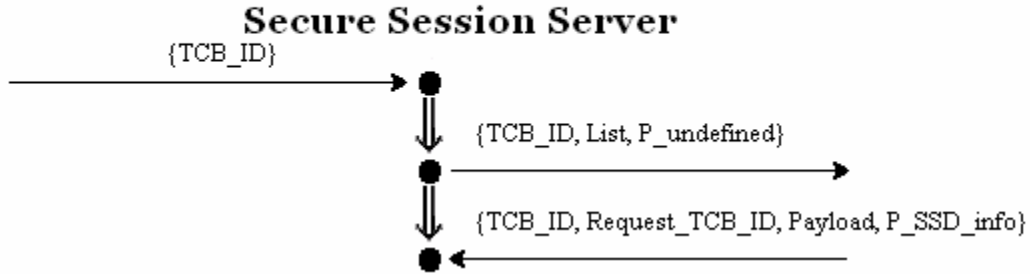 Secure Session Server
{TCB_ID}
{TCB_ID, List, P_undefined}
{TCB_ID, Request_TCB_ID, Payload, P_SSD_info}